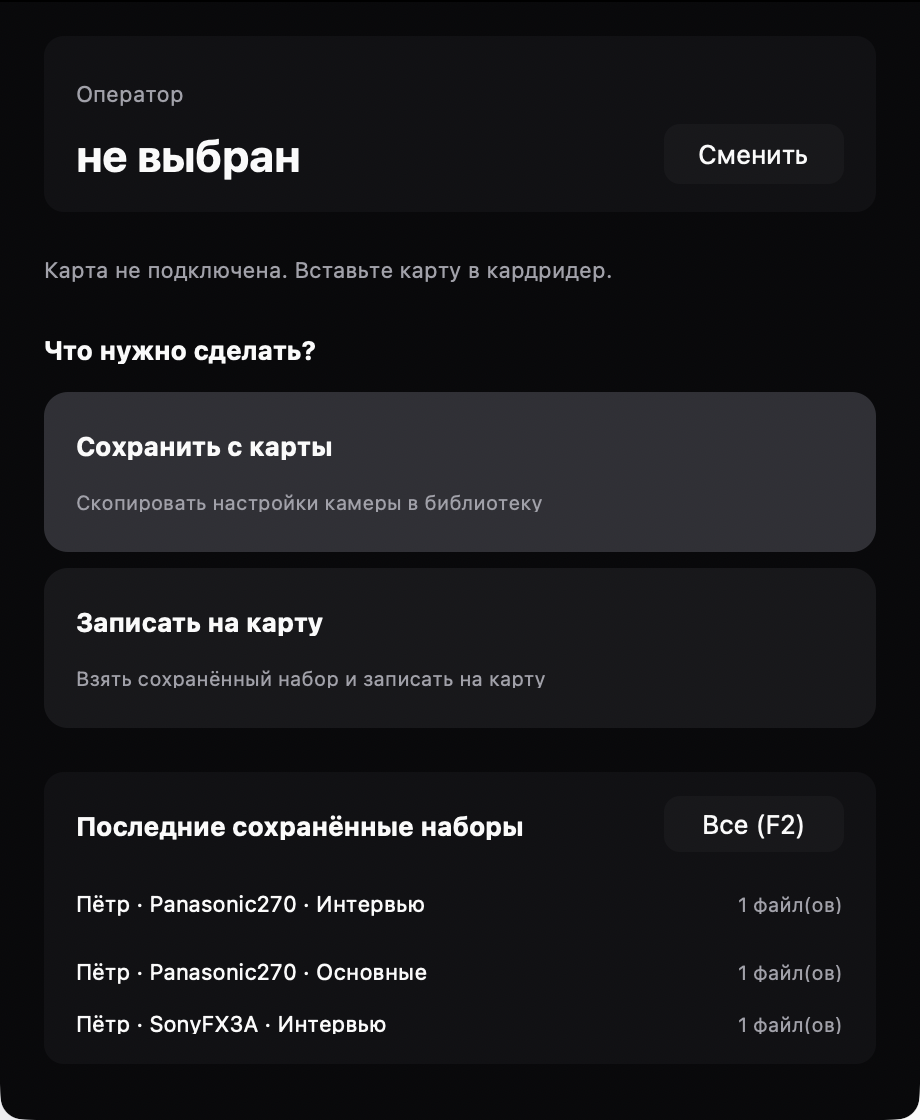 Оператор
не выбран
Сменить
Карта не подключена. Вставьте карту в кардридер.
Что нужно сделать?
Сохранить с карты
Скопировать настройки камеры в библиотеку
Записать на карту
Взять сохранённый набор и записать на карту
Последние сохранённые наборы
Все (F2)
Пётр · Panasonic270 · Интервью
1 файл(ов)
Пётр · Panasonic270 · Основные
1 файл(ов)
Пётр · SonyFX3A · Интервью
1 файл(ов)